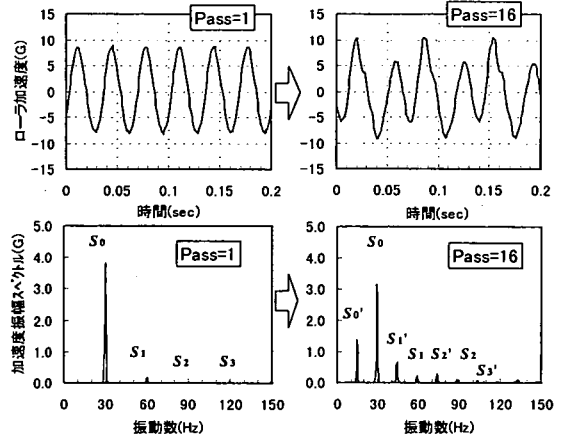 Pass=1
Pass=16
ローラ加速度(G)
15
10
5
0
-5
-10
-15
0 0.05 0.1 0.15 0.2
時間(sec)
15
10
5
0
-5
-10
-15
0 0.05 0.1 0.15 0.2
時間(sec)
加速度振幅スペクトル(G)
5.0
4.0
3.0
2.0
1.0
0.0
S0
Pass=1
S1
S2
S3
0 30 60 90 120 150
振動数(Hz)
5.0
4.0
3.0
2.0
1.0
0.0
S0
Pass=16
S0'
S1'
S1
S2'
S2
S3'
0 30 60 90 120 150
振動数(Hz)